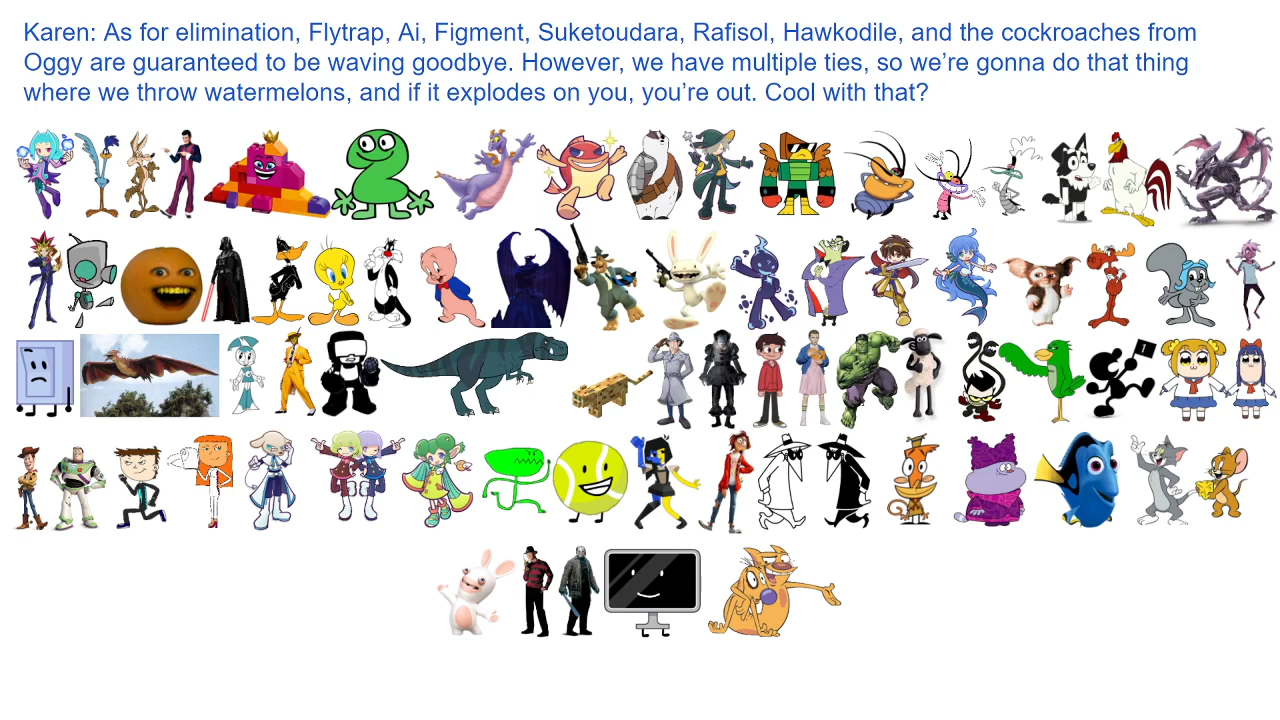 Karen: As for elimination, Flytrap, Ai, Figment, Suketoudara, Rafisol, Hawkodile, and the cockroaches from
Oggy are guaranteed to be waving goodbye. However, we have multiple ties, so we’re gonna do that thing
where we throw watermelons, and if it explodes on you, you’re out. Cool with that?
1